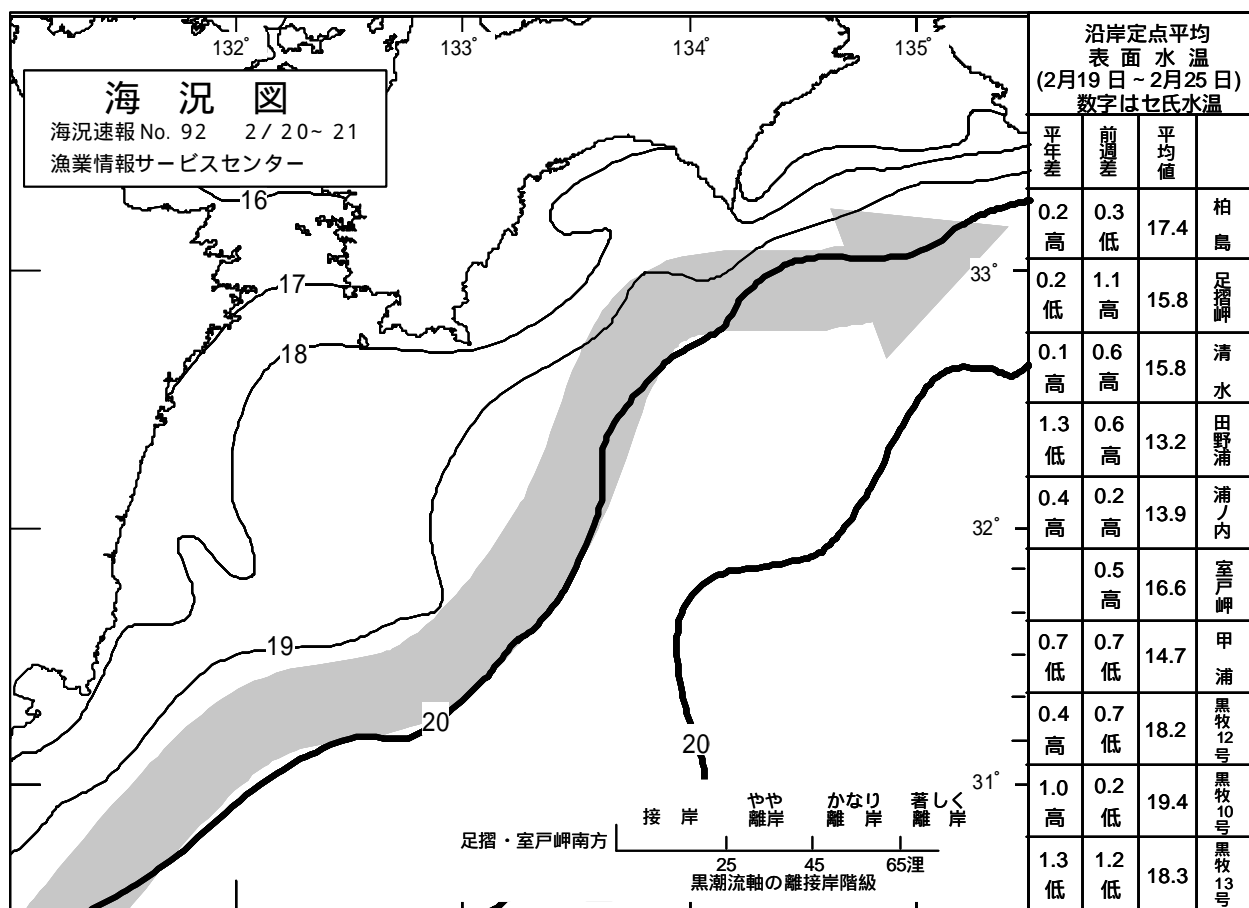 132° 133° 134° 135°
海 況 図
海況速報 No. 92 2/20~21
漁業情報サービスセンター
16
17
18
19
20
20
33°
32°
31°
接 岸 やや離岸 かなり離岸 著しく離岸
足摺・室戸岬南方
25 45 65浬
黒潮流軸の離接岸階級
沿岸定点平均
表 面 水 温
(2月19日~2月25日)
数字はセ氏水温
平年差 前週差 平均値
0.2高 0.3低 17.4 柏島
0.2低 1.1高 15.8 足摺岬
0.1高 0.6高 15.8 清水
1.3低 0.6高 13.2 田野浦
0.4高 0.2高 13.9 浦ノ内
0.5高 16.6 室戸岬
0.7低 0.7低 14.7 甲浦
0.4高 0.7低 18.2 黒牧12号
1.0高 0.2低 19.4 黒牧10号
1.3低 1.2低 18.3 黒牧13号